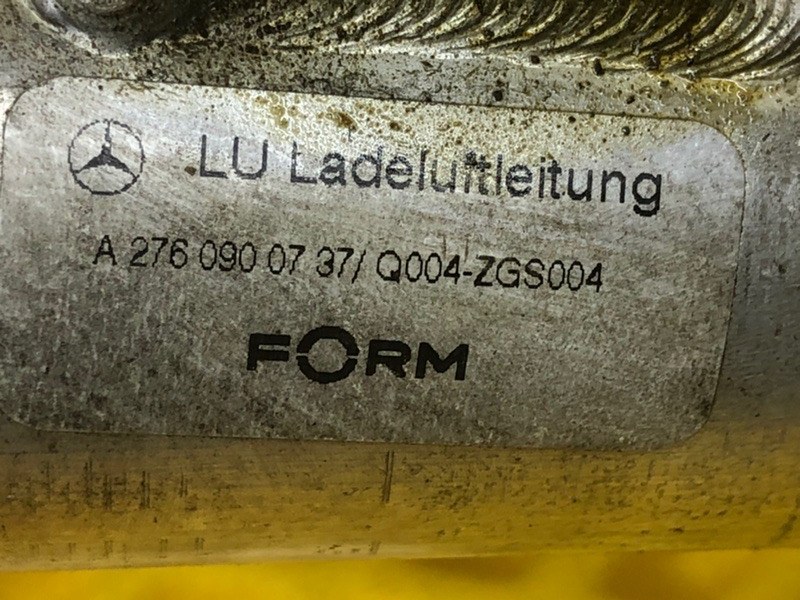 LU Ladeluftleitung
A 276 090 07 37/ Q004-ZGS004
FORM